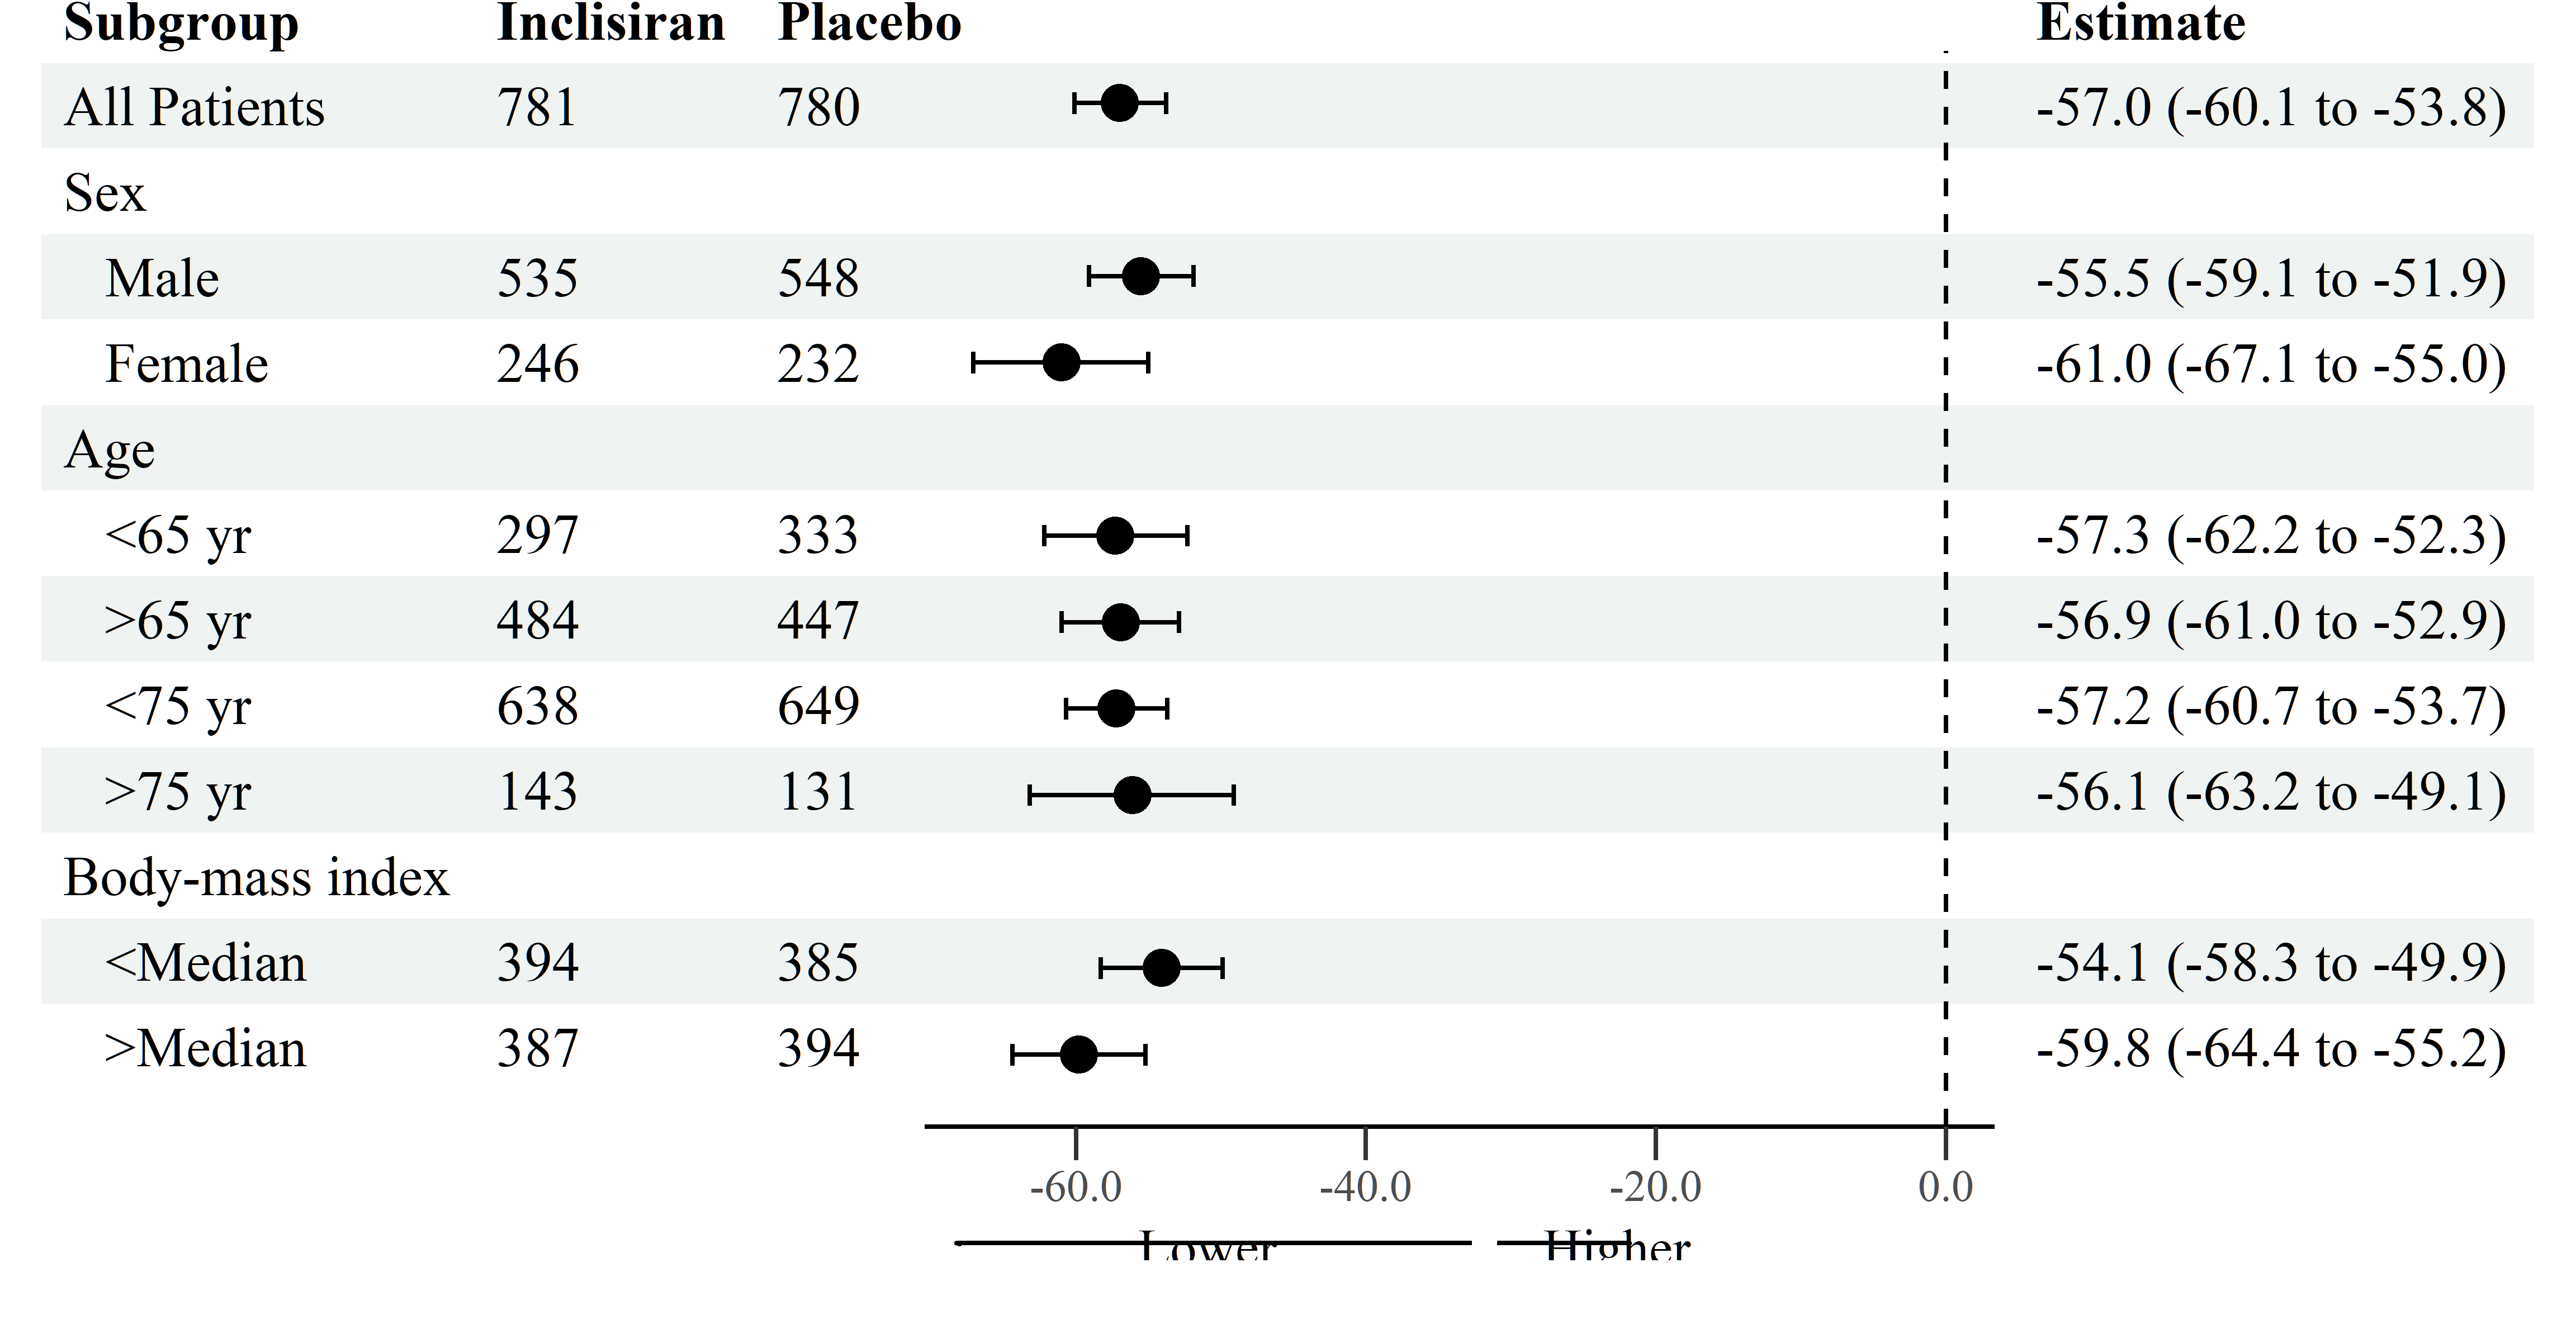 Subgroup Inclisiran Placebo Estimate
All Patients 781 780 -57.0 (-60.1 to -53.8)
Sex
Male 535 548 -55.5 (-59.1 to -51.9)
Female 246 232 -61.0 (-67.1 to -55.0)
Age
<65 yr 297 333 -57.3 (-62.2 to -52.3)
>65 yr 484 447 -56.9 (-61.0 to -52.9)
<75 yr 638 649 -57.2 (-60.7 to -53.7)
>75 yr 143 131 -56.1 (-63.2 to -49.1)
Body-mass index
<Median 394 385 -54.1 (-58.3 to -49.9)
>Median 387 394 -59.8 (-64.4 to -55.2)
-60.0 -40.0 -20.0 0.0
Lower Higher